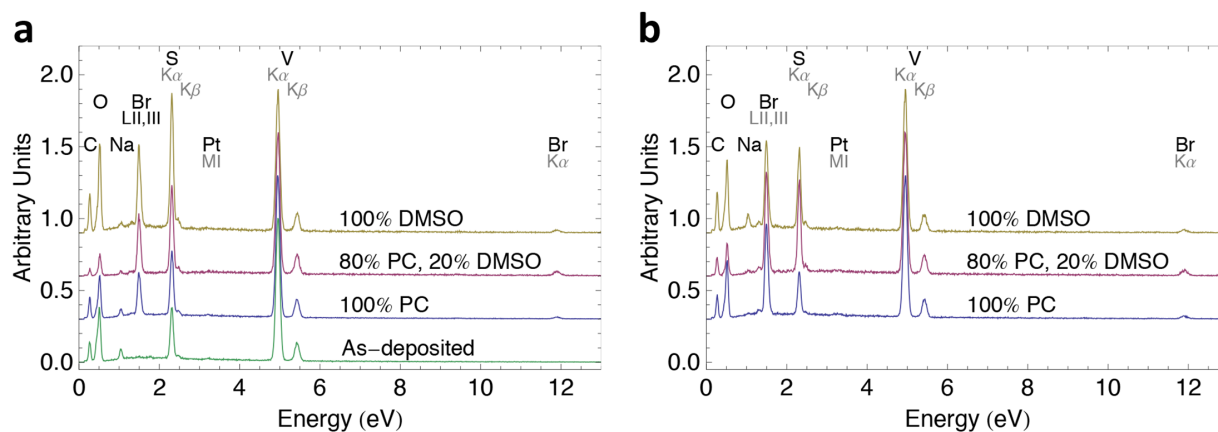 a
S V
Kα Kα
Kβ Kβ
O Br
LII,III
C Na Pt Br
MI Kα
2.0
1.5
1.0
0.5
0.0
Arbitrary Units
100% DMSO
80% PC, 20% DMSO
100% PC
As-deposited
0 2 4 6 8 10 12
Energy (eV)
b
S V
Kα Kα
Kβ Kβ
O Br
LII,III
C Na Pt Br
MI Kα
2.0
1.5
1.0
0.5
0.0
Arbitrary Units
100% DMSO
80% PC, 20% DMSO
100% PC
0 2 4 6 8 10 12
Energy (eV)